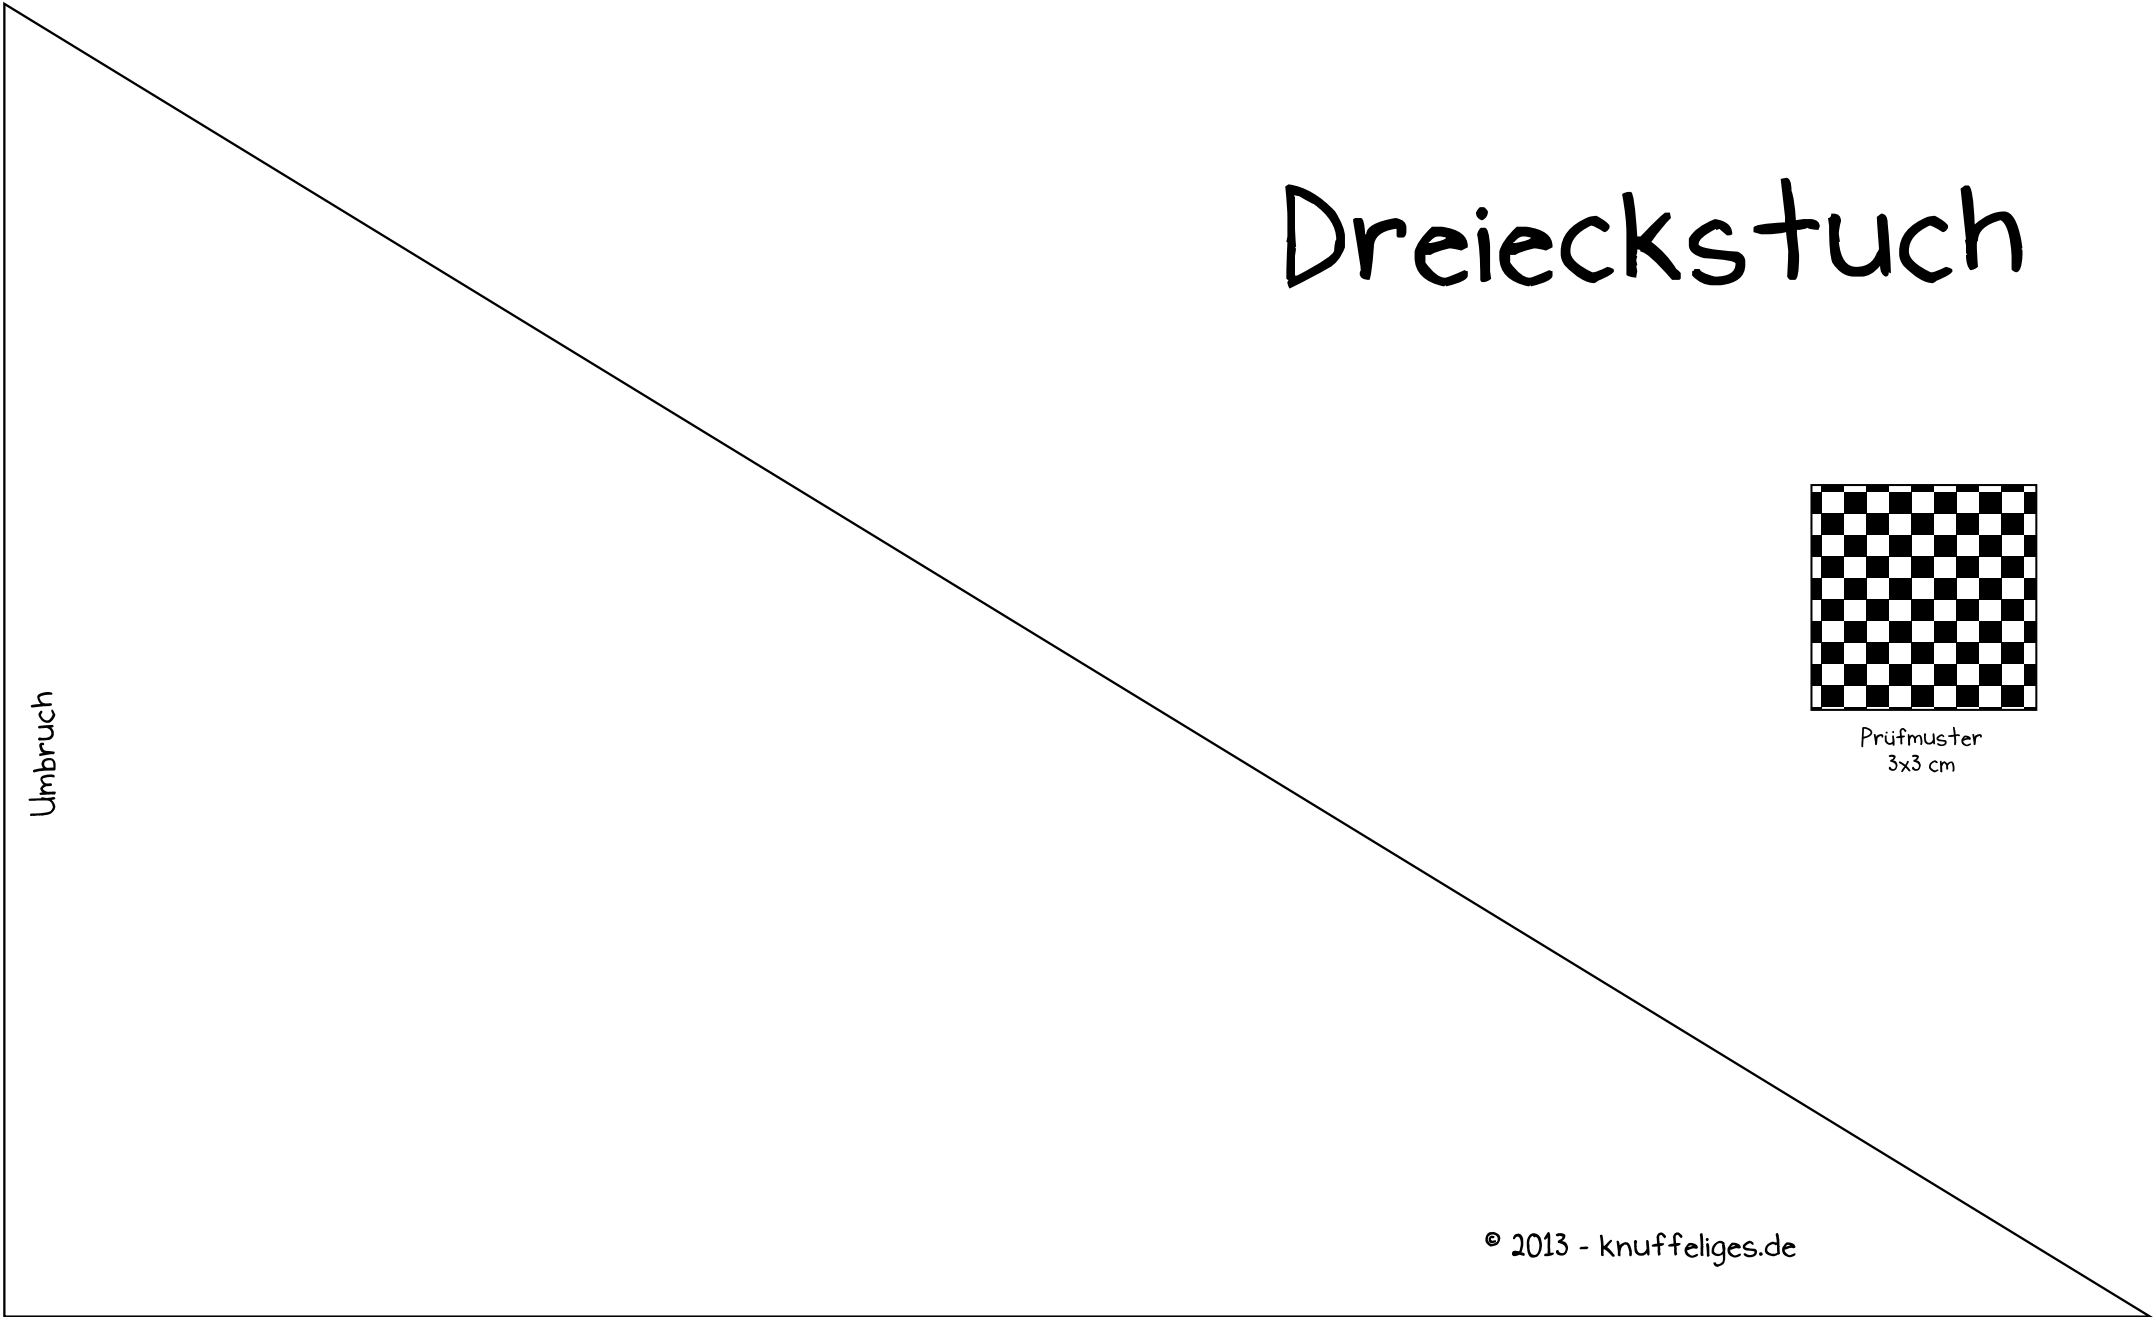 Dreieckstuch
Prüfmuster
3x3 cm
Umbruch
© 2013 - knuffeliges.de